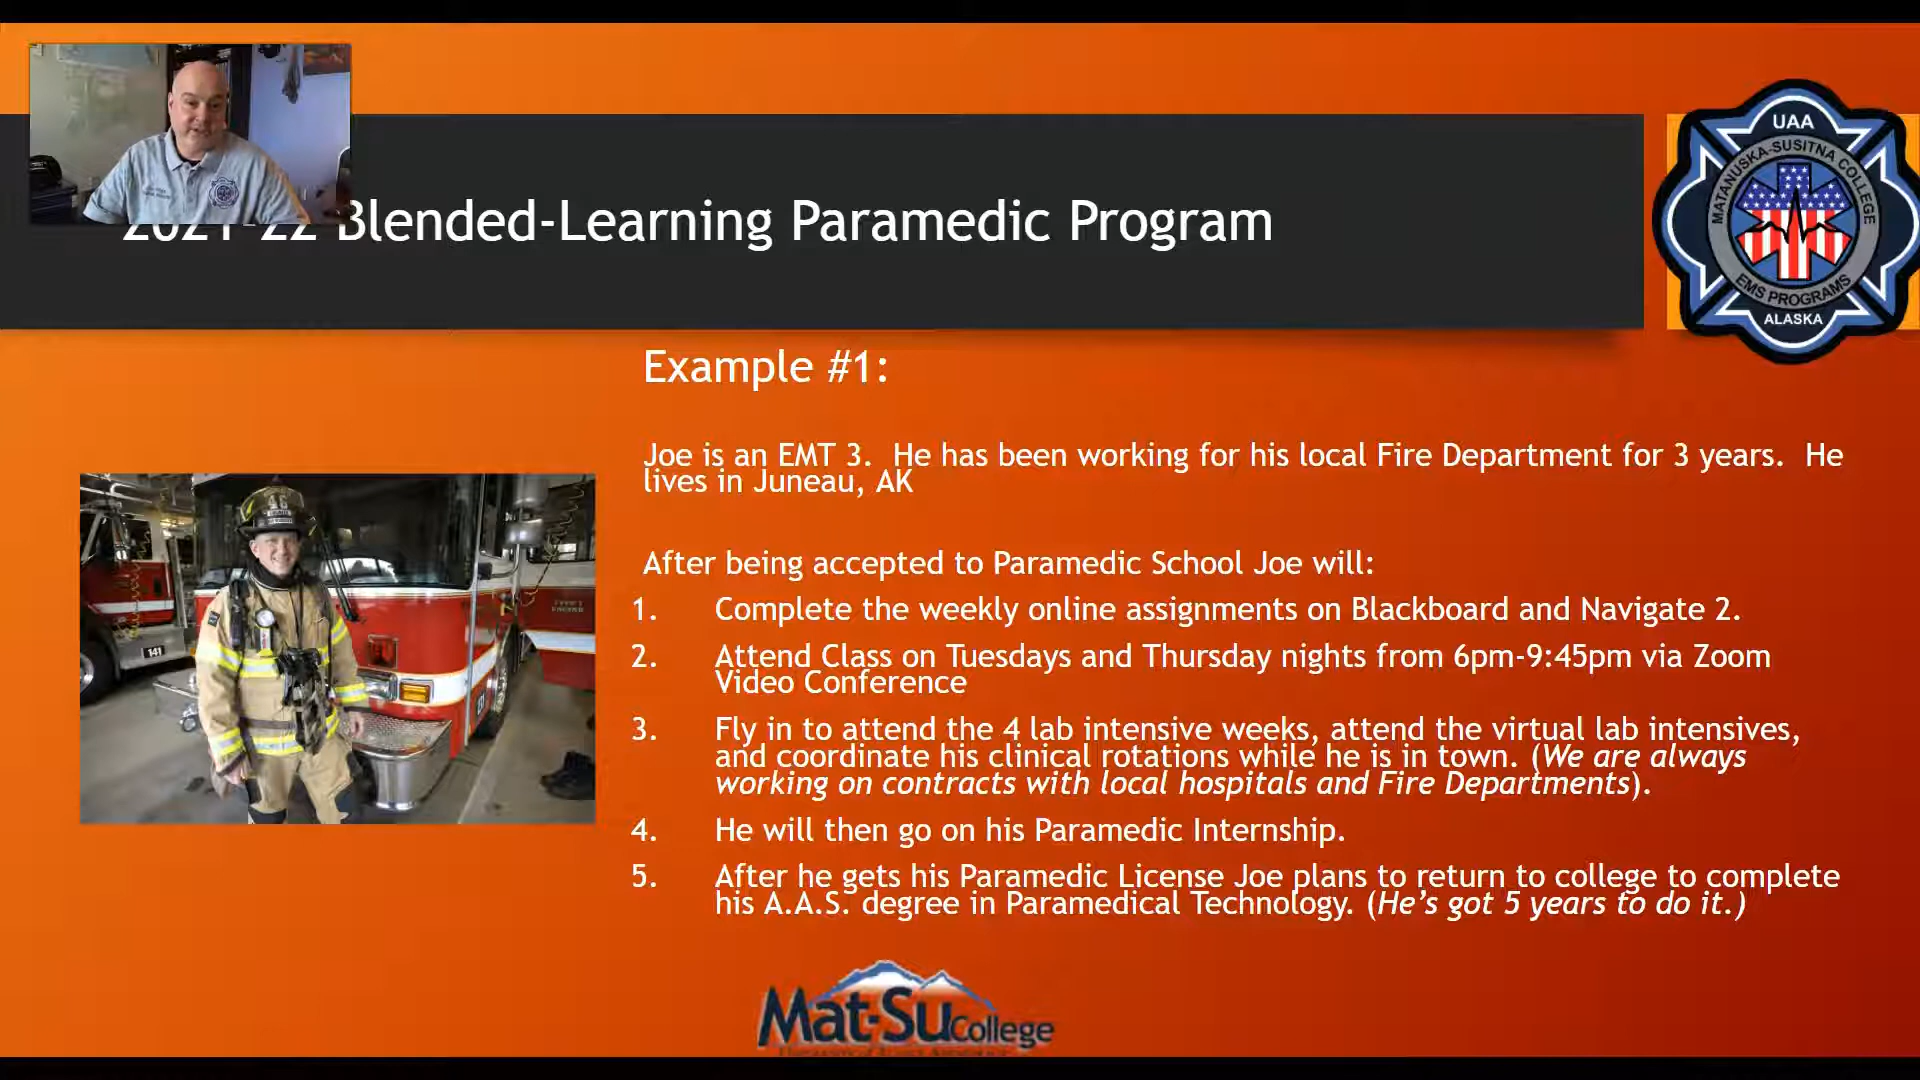 2021-22 Blended-Learning Paramedic Program
UAA
MATANUSKA-SUSITNA COLLEGE
EMS PROGRAMS
ALASKA
Example #1:
Joe is an EMT 3.  He has been working for his local Fire Department for 3 years.  He
lives in Juneau, AK
After being accepted to Paramedic School Joe will:
1. Complete the weekly online assignments on Blackboard and Navigate 2.
2. Attend Class on Tuesdays and Thursday nights from 6pm-9:45pm via Zoom
Video Conference
3. Fly in to attend the 4 lab intensive weeks, attend the virtual lab intensives,
and coordinate his clinical rotations while he is in town. (We are always
working on contracts with local hospitals and Fire Departments).
4. He will then go on his Paramedic Internship.
5. After he gets his Paramedic License Joe plans to return to college to complete
his A.A.S. degree in Paramedical Technology. (He's got 5 years to do it.)
46
141
Mat-Su College